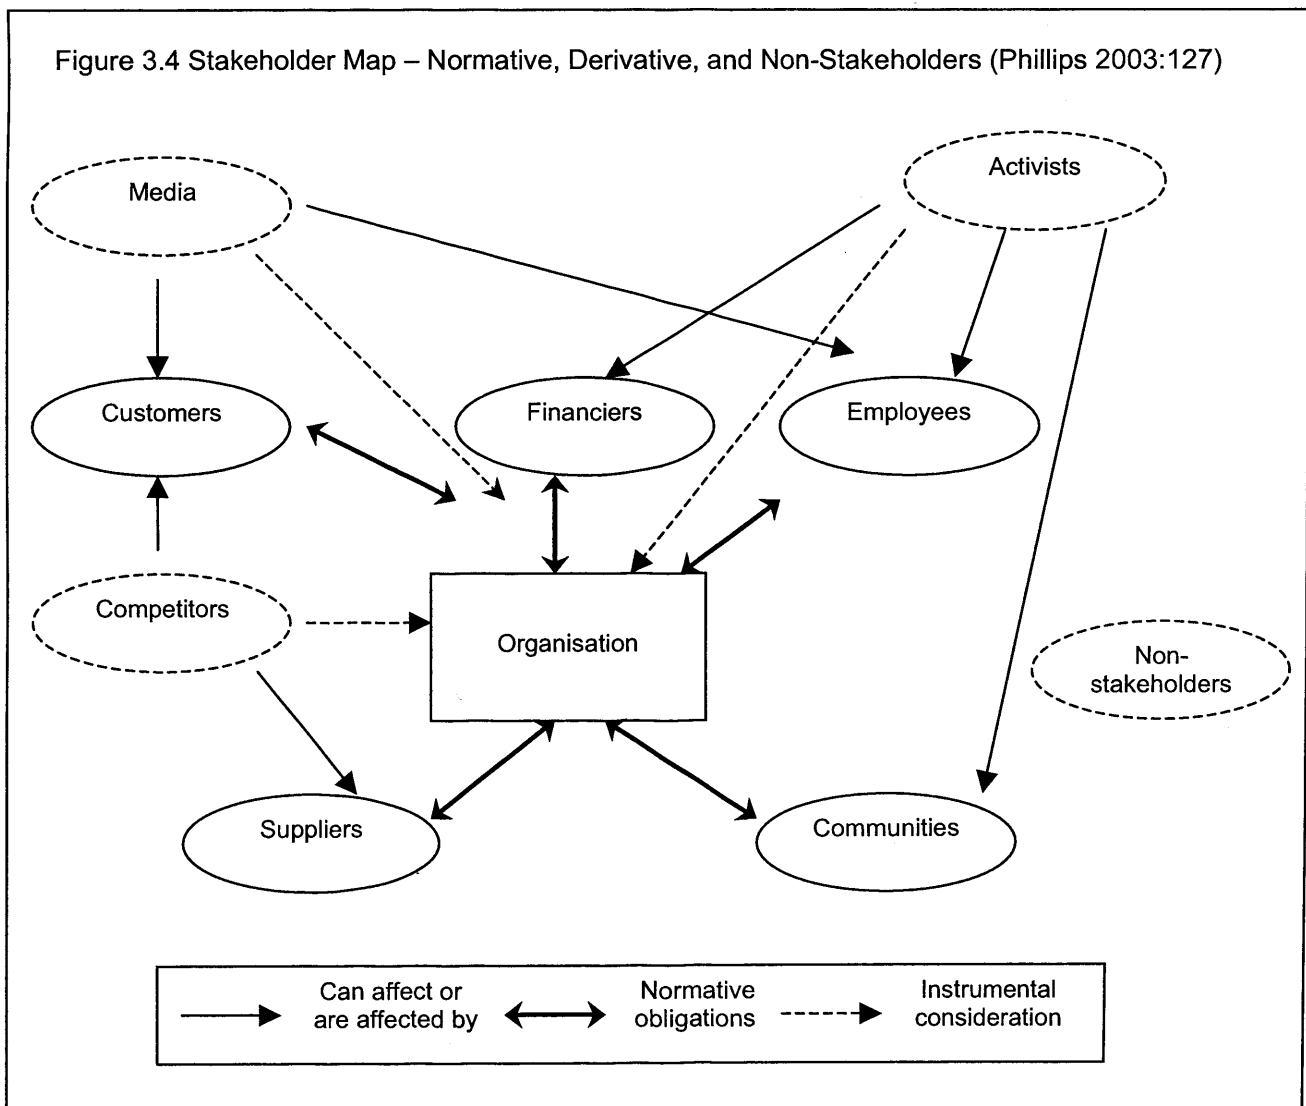 Figure 3.4 Stakeholder Map – Normative, Derivative, and Non-Stakeholders (Phillips 2003:127)
Media
Activists
Customers
Financiers
Employees
Competitors
Organisation
Non-
stakeholders
Suppliers
Communities
Can affect or
are affected by
Normative
obligations
Instrumental
consideration